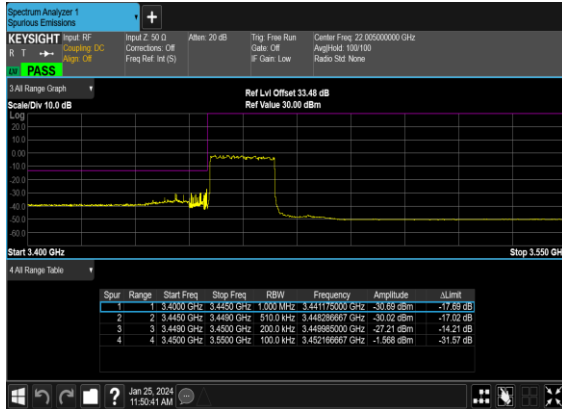 Spectrum Analyzer 1
Spurious Emissions
+
KEYSIGHT Input: RF Input Z: 50 Ω Atten: 20 dB Trig: Free Run Center Freq: 22.005000000 GHz
R T Coupling: DC Corrections: Off Gate: Off Avg|Hold: 100/100
Align: Off Freq Ref: Int (S) IF Gain: Low Radio Std: None
PASS
3 All Range Graph Ref Lvl Offset 33.48 dB
Scale/Div 10.0 dB Ref Value 30.00 dBm
Log
20.0
10.0
0.00
-10.0
-20.0
-30.0
-40.0
-50.0
-60.0
Start 3.400 GHz Stop 3.550 GH
4 All Range Table
Spur Range Start Freq Stop Freq RBW Frequency Amplitude ΔLimit
1 1 3.4000 GHz 3.4450 GHz 1.000 MHz 3.441175000 GHz -30.69 dBm -17.69 dB
2 2 3.4450 GHz 3.4490 GHz 510.0 kHz 3.448286667 GHz -30.02 dBm -17.02 dB
3 3 3.4490 GHz 3.4500 GHz 200.0 kHz 3.449985000 GHz -27.21 dBm -14.21 dB
4 4 3.4500 GHz 3.5500 GHz 100.0 kHz 3.452166667 GHz -1.568 dBm -31.57 dB
? Jan 25, 2024
11:50:41 AM